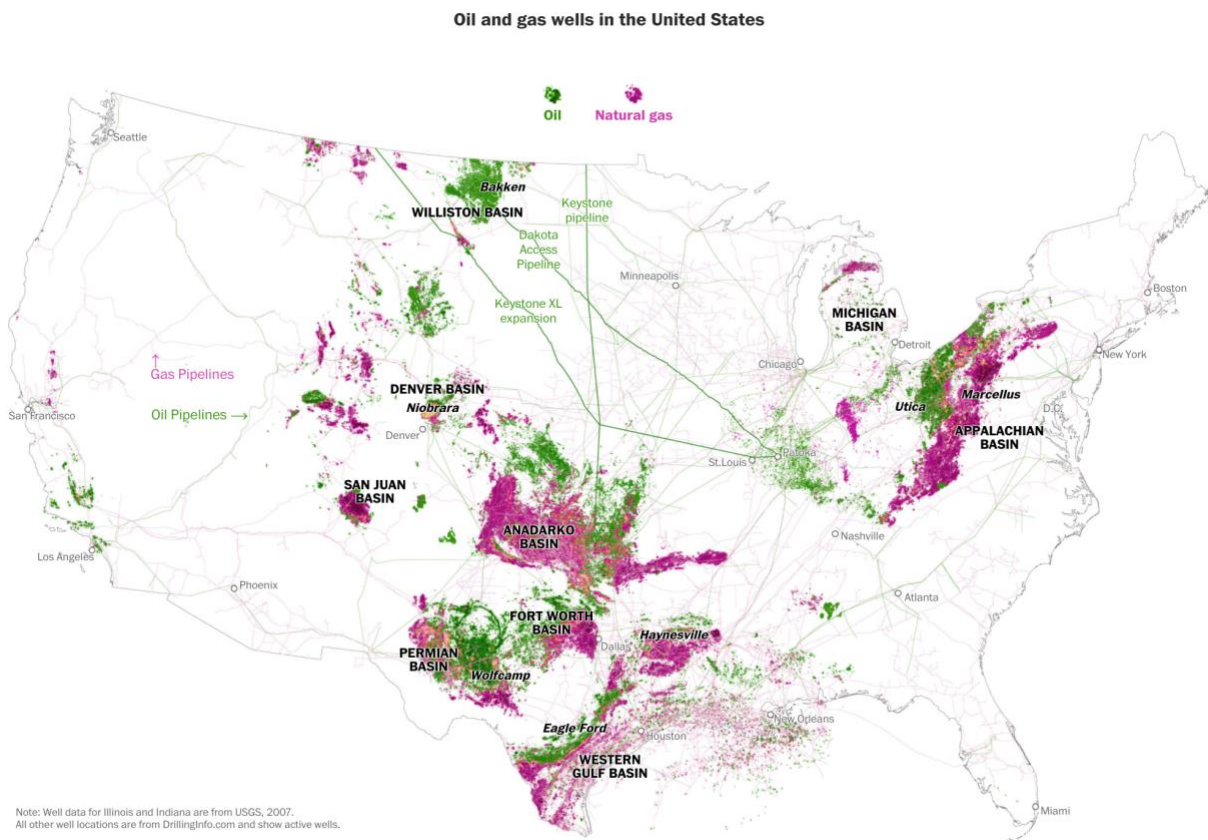 Oil and gas wells in the United States
Oil
Natural gas
Seattle
Bakken
WILLISTON BASIN
Keystone
pipeline
Dakota
Access
Pipeline
Minneapolis
Keystone XL
expansion
MICHIGAN
BASIN
Boston
Detroit
New York
Chicago
↑
Gas Pipelines
Oil Pipelines →
DENVER BASIN
Niobrara
San Francisco
Denver
Utica
Marcellus
D.C.
APPALACHIAN
BASIN
St.Louis
Patoka
SAN JUAN
BASIN
ANADARKO
BASIN
Nashville
Los Angeles
Phoenix
Atlanta
FORT WORTH
BASIN
Dallas
Haynesville
PERMIAN
BASIN
Wolfcamp
Eagle Ford
Houston
New Orleans
WESTERN
GULF BASIN
Miami
Note: Well data for Illinois and Indiana are from USGS, 2007.
All other well locations are from DrillingInfo.com and show active wells.